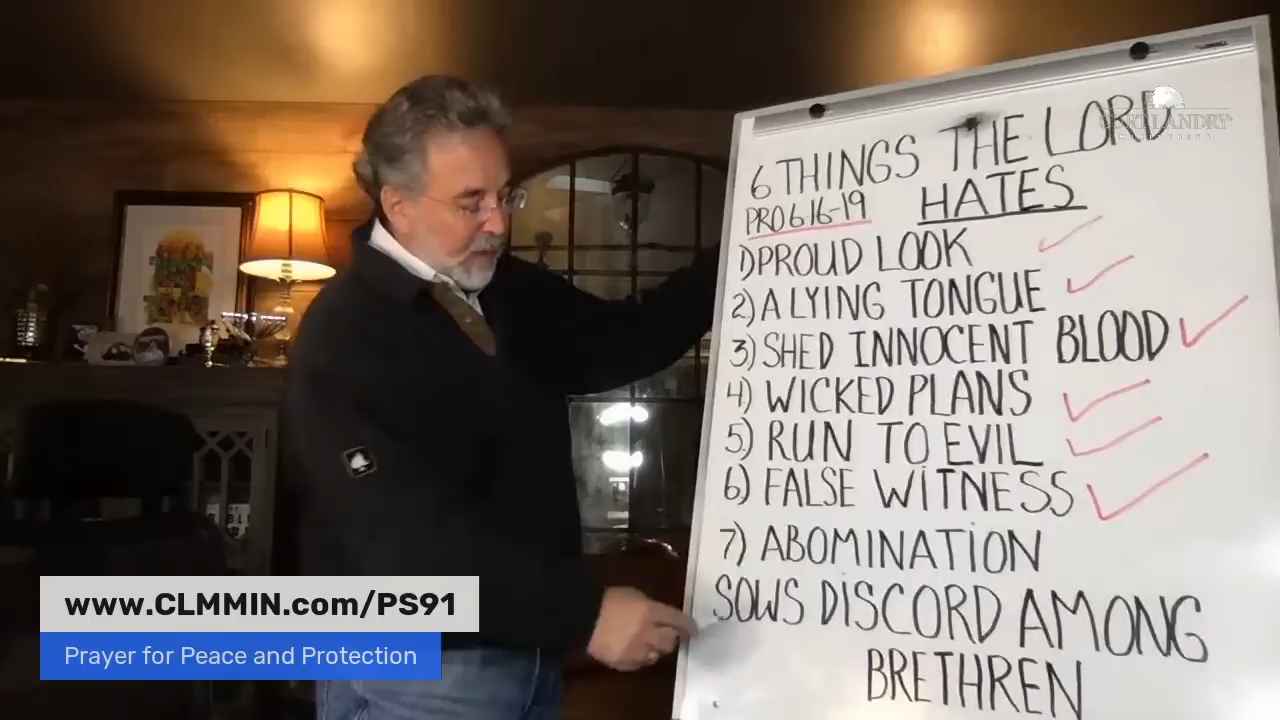 6 THINGS THE LORD
PRO 6:16-19 HATES
1) PROUD LOOK
2) A LYING TONGUE
3) SHED INNOCENT BLOOD
4) WICKED PLANS
5) RUN TO EVIL
6) FALSE WITNESS
7) ABOMINATION
SOWS DISCORD AMONG
BRETHREN
www.CLMMIN.com/PS91
Prayer for Peace and Protection